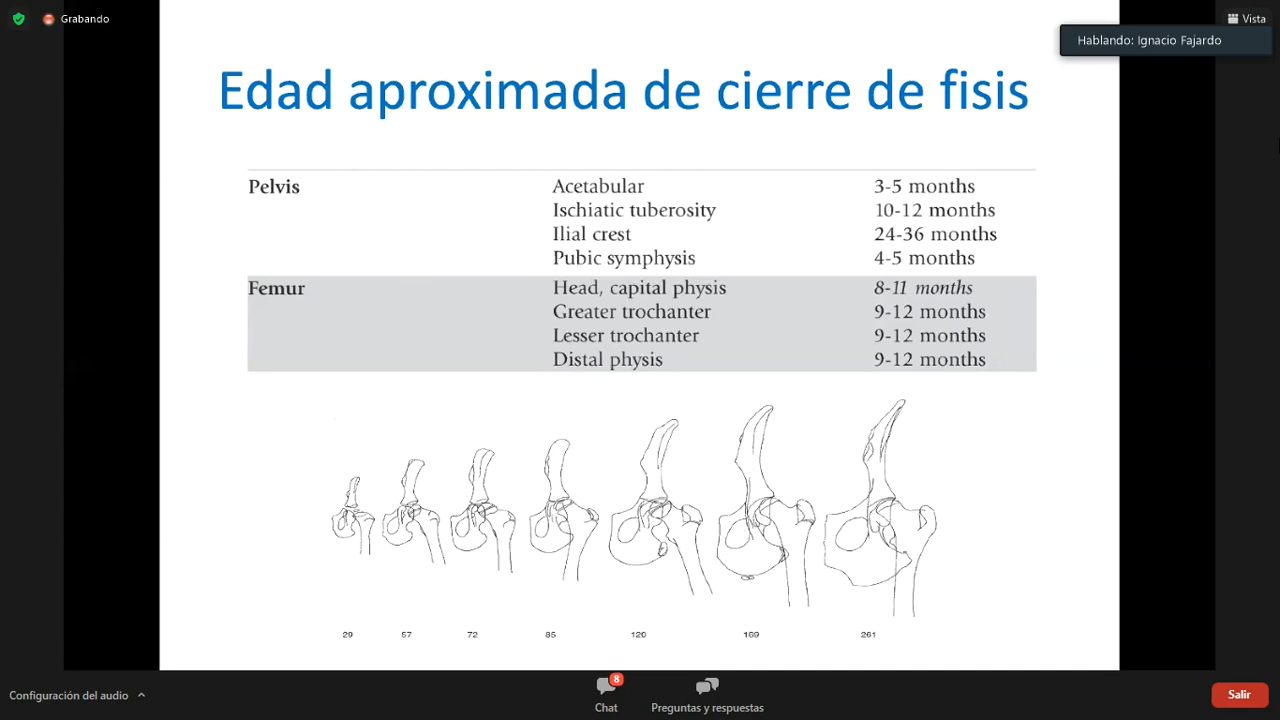 Grabando
Vista
Hablando: Ignacio Fajardo
Edad aproximada de cierre de fisis
Pelvis Acetabular 3-5 months
Ischiatic tuberosity 10-12 months
Ilial crest 24-36 months
Pubic symphysis 4-5 months
Femur Head, capital physis 8-11 months
Greater trochanter 9-12 months
Lesser trochanter 9-12 months
Distal physis 9-12 months
29 57 72 85 120 169 261
Configuración del audio
8
Chat
Preguntas y respuestas
Salir